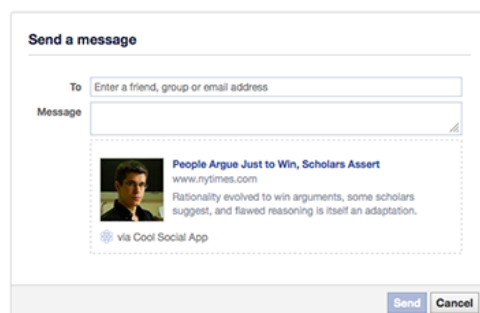 Send a message
To
Enter a friend, group or email address
Message
People Argue Just to Win, Scholars Assert
www.nytimes.com
Rationality evolved to win arguments, some scholars
suggest, and flawed reasoning is itself an adaptation.
via Cool Social App
Send Cancel